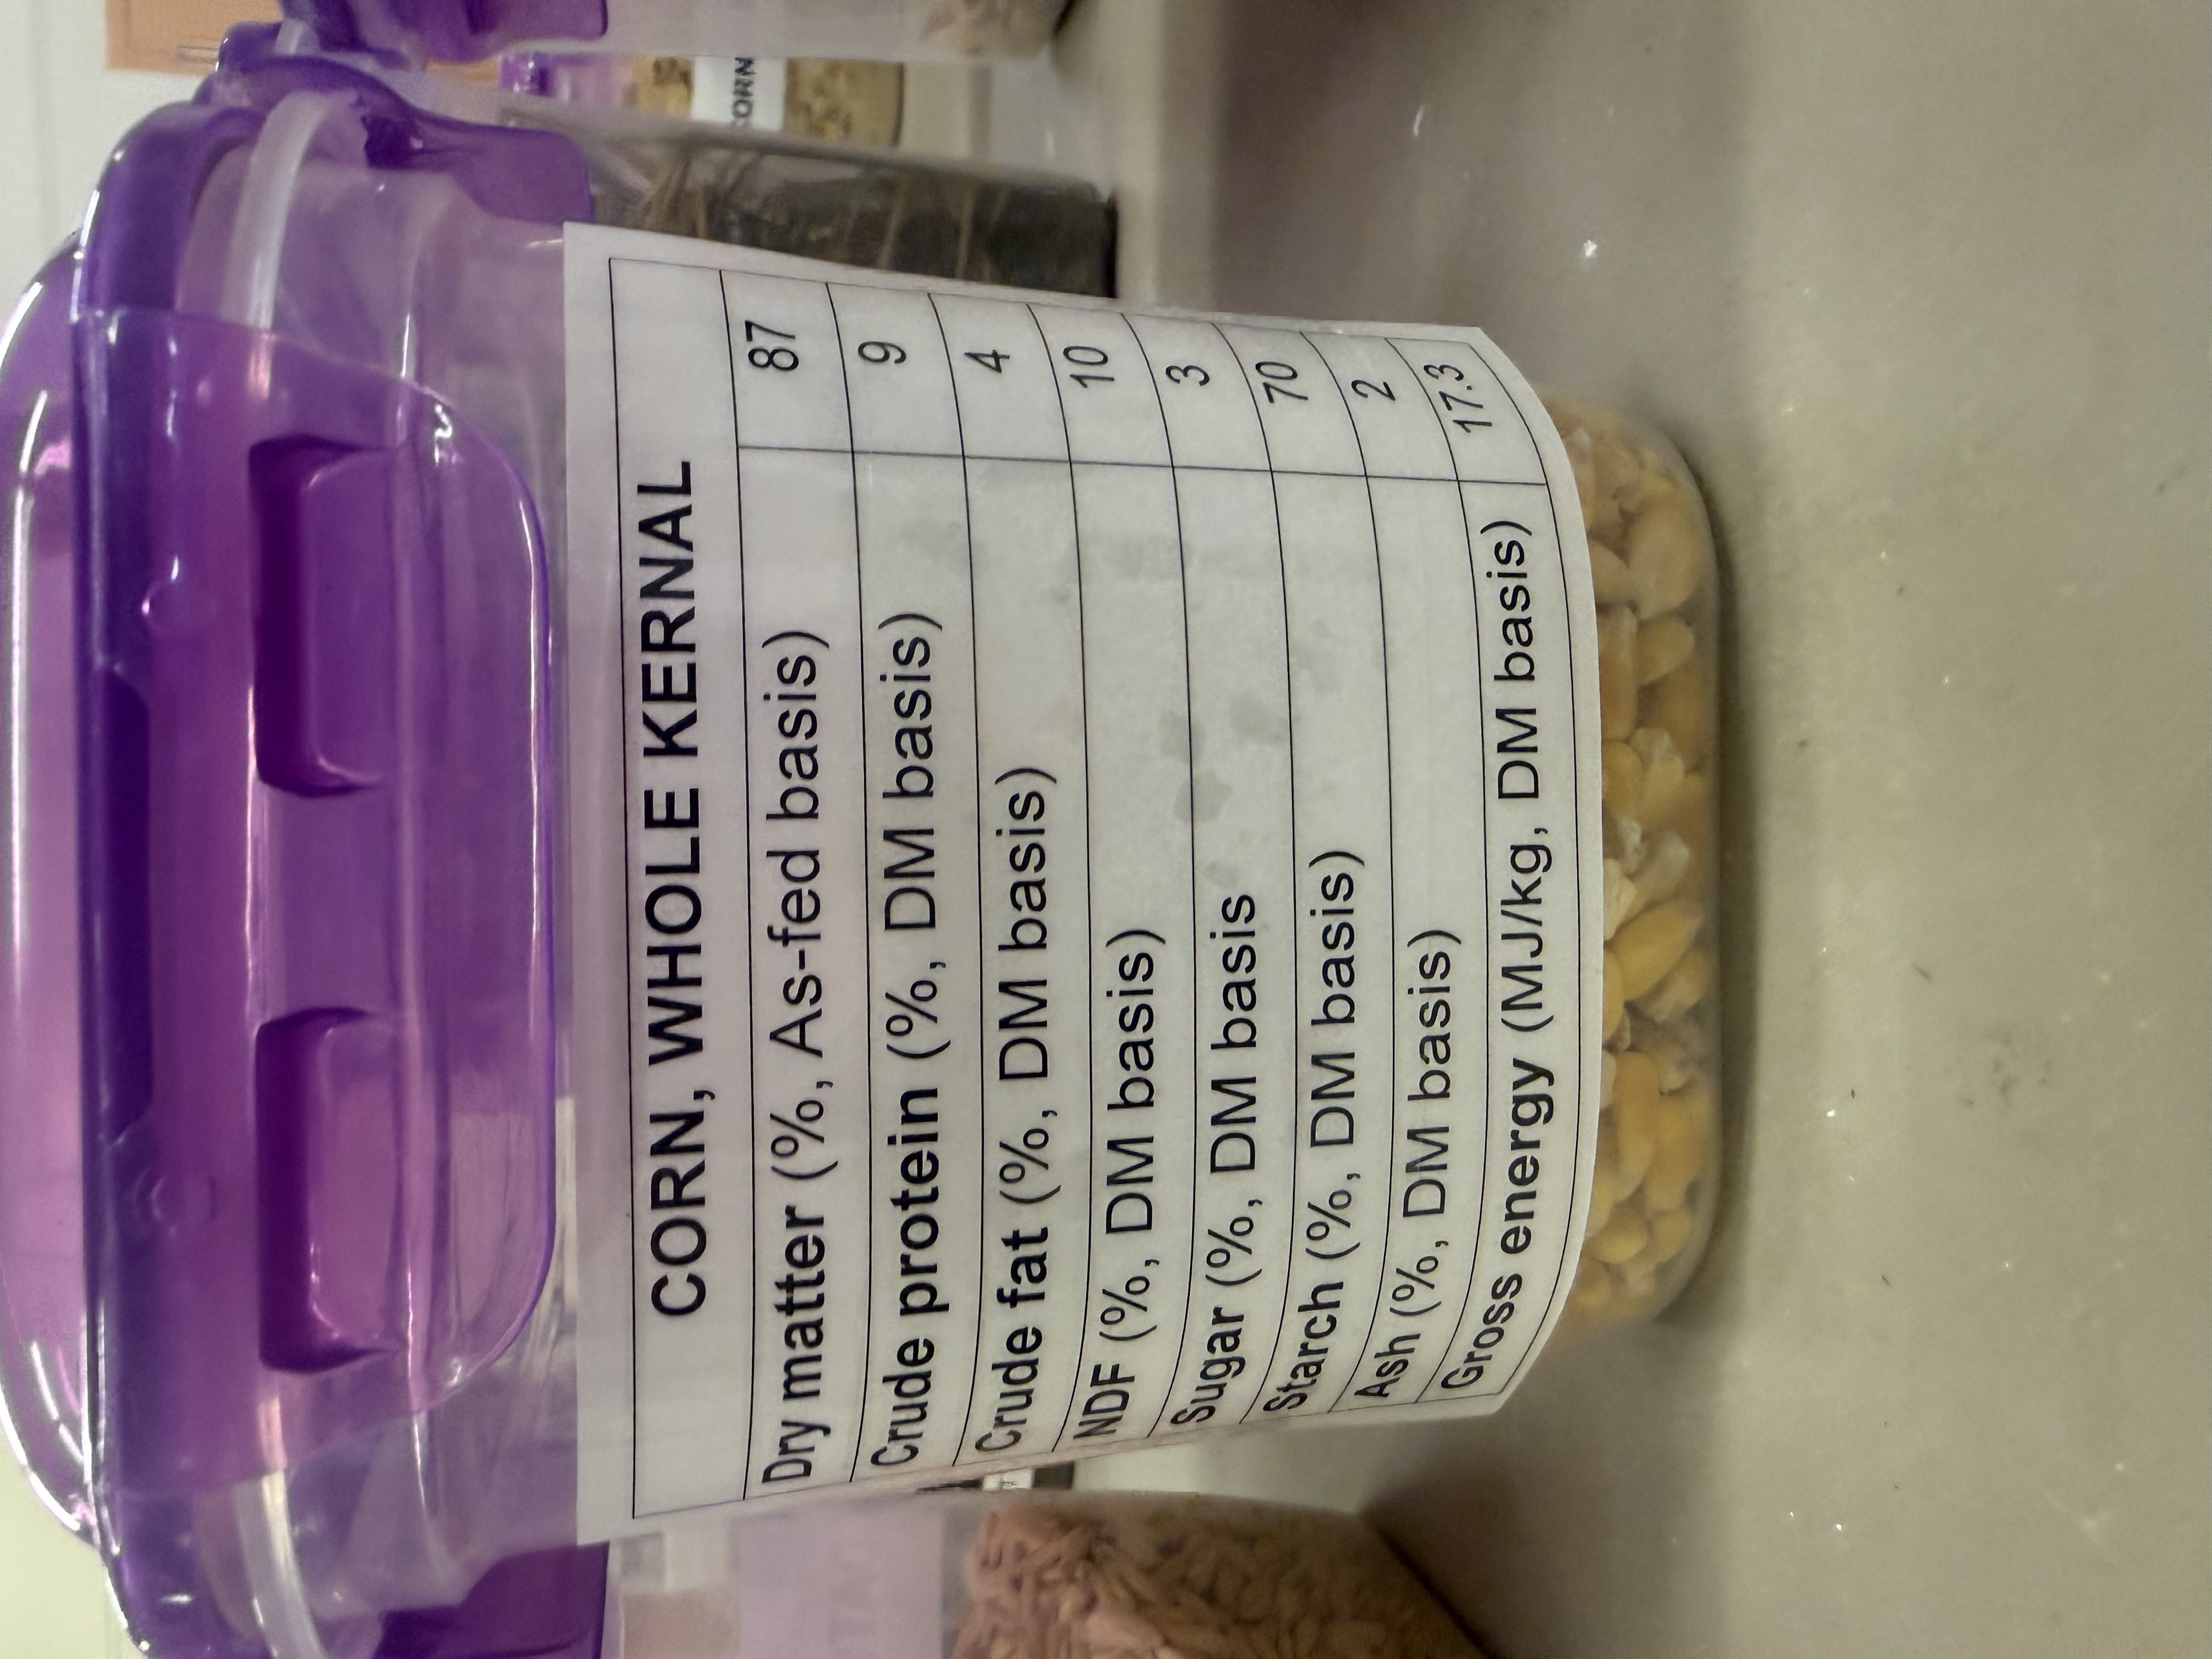 CORN, WHOLE KERNAL
Dry matter (%, As-fed basis) 87
Crude protein (%, DM basis) 9
Crude fat (%, DM basis) 4
NDF (%, DM basis) 10
Sugar (%, DM basis 3
Starch (%, DM basis) 70
Ash (%, DM basis) 2
Gross energy (MJ/kg, DM basis) 17.3
CORN